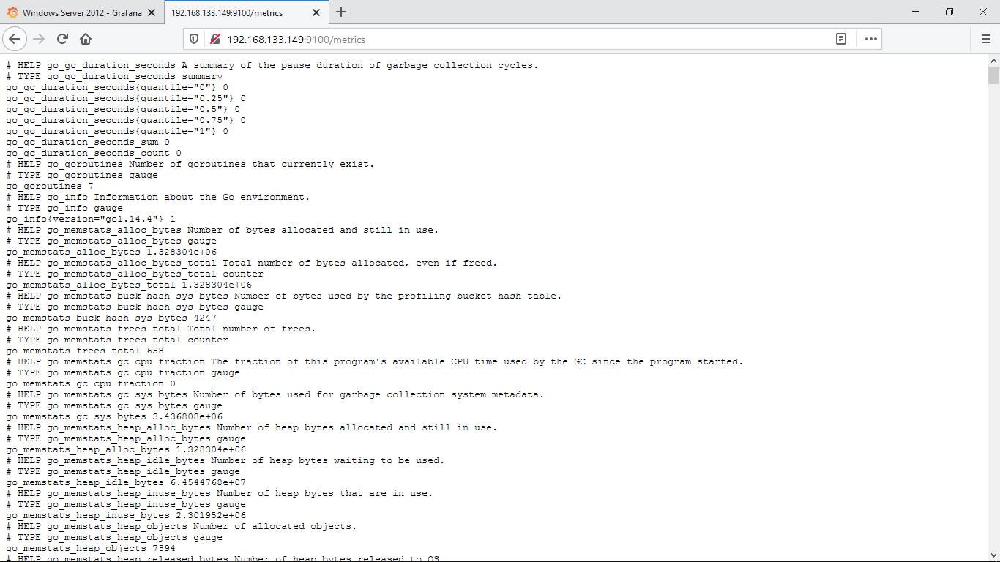 Windows Server 2012 - Grafana
192.168.133.149:9100/metrics
192.168.133.149:9100/metrics
# HELP go_gc_duration_seconds A summary of the pause duration of garbage collection cycles.
# TYPE go_gc_duration_seconds summary
go_gc_duration_seconds{quantile="0"} 0
go_gc_duration_seconds{quantile="0.25"} 0
go_gc_duration_seconds{quantile="0.5"} 0
go_gc_duration_seconds{quantile="0.75"} 0
go_gc_duration_seconds{quantile="1"} 0
go_gc_duration_seconds_sum 0
go_gc_duration_seconds_count 0
# HELP go_goroutines Number of goroutines that currently exist.
# TYPE go_goroutines gauge
go_goroutines 7
# HELP go_info Information about the Go environment.
# TYPE go_info gauge
go_info{version="go1.14.4"} 1
# HELP go_memstats_alloc_bytes Number of bytes allocated and still in use.
# TYPE go_memstats_alloc_bytes gauge
go_memstats_alloc_bytes 1.328304e+06
# HELP go_memstats_alloc_bytes_total Total number of bytes allocated, even if freed.
# TYPE go_memstats_alloc_bytes_total counter
go_memstats_alloc_bytes_total 1.328304e+06
# HELP go_memstats_buck_hash_sys_bytes Number of bytes used by the profiling bucket hash table.
# TYPE go_memstats_buck_hash_sys_bytes gauge
go_memstats_buck_hash_sys_bytes 4247
# HELP go_memstats_frees_total Total number of frees.
# TYPE go_memstats_frees_total counter
go_memstats_frees_total 658
# HELP go_memstats_gc_cpu_fraction The fraction of this program's available CPU time used by the GC since the program started.
# TYPE go_memstats_gc_cpu_fraction gauge
go_memstats_gc_cpu_fraction 0
# HELP go_memstats_gc_sys_bytes Number of bytes used for garbage collection system metadata.
# TYPE go_memstats_gc_sys_bytes gauge
go_memstats_gc_sys_bytes 3.436808e+06
# HELP go_memstats_heap_alloc_bytes Number of heap bytes allocated and still in use.
# TYPE go_memstats_heap_alloc_bytes gauge
go_memstats_heap_alloc_bytes 1.328304e+06
# HELP go_memstats_heap_idle_bytes Number of heap bytes waiting to be used.
# TYPE go_memstats_heap_idle_bytes gauge
go_memstats_heap_idle_bytes 6.4544768e+07
# HELP go_memstats_heap_inuse_bytes Number of heap bytes that are in use.
# TYPE go_memstats_heap_inuse_bytes gauge
go_memstats_heap_inuse_bytes 2.301952e+06
# HELP go_memstats_heap_objects Number of allocated objects.
# TYPE go_memstats_heap_objects gauge
go_memstats_heap_objects 7594
# HELP go_memstats_heap_released_bytes Number of heap bytes released to OS.